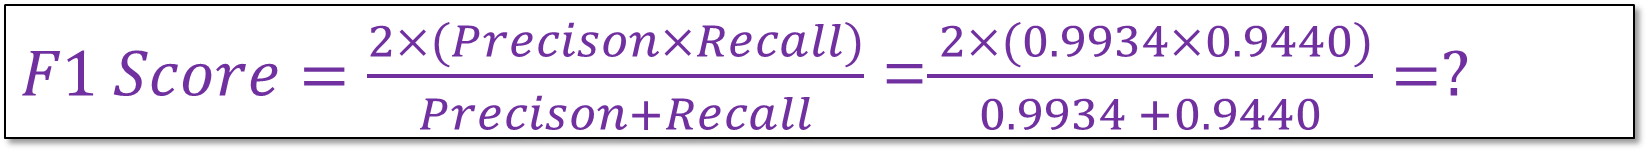 F1 Score = 2×(Precison×Recall) / Precison+Recall = 2×(0.9934×0.9440) / 0.9934 +0.9440 =?